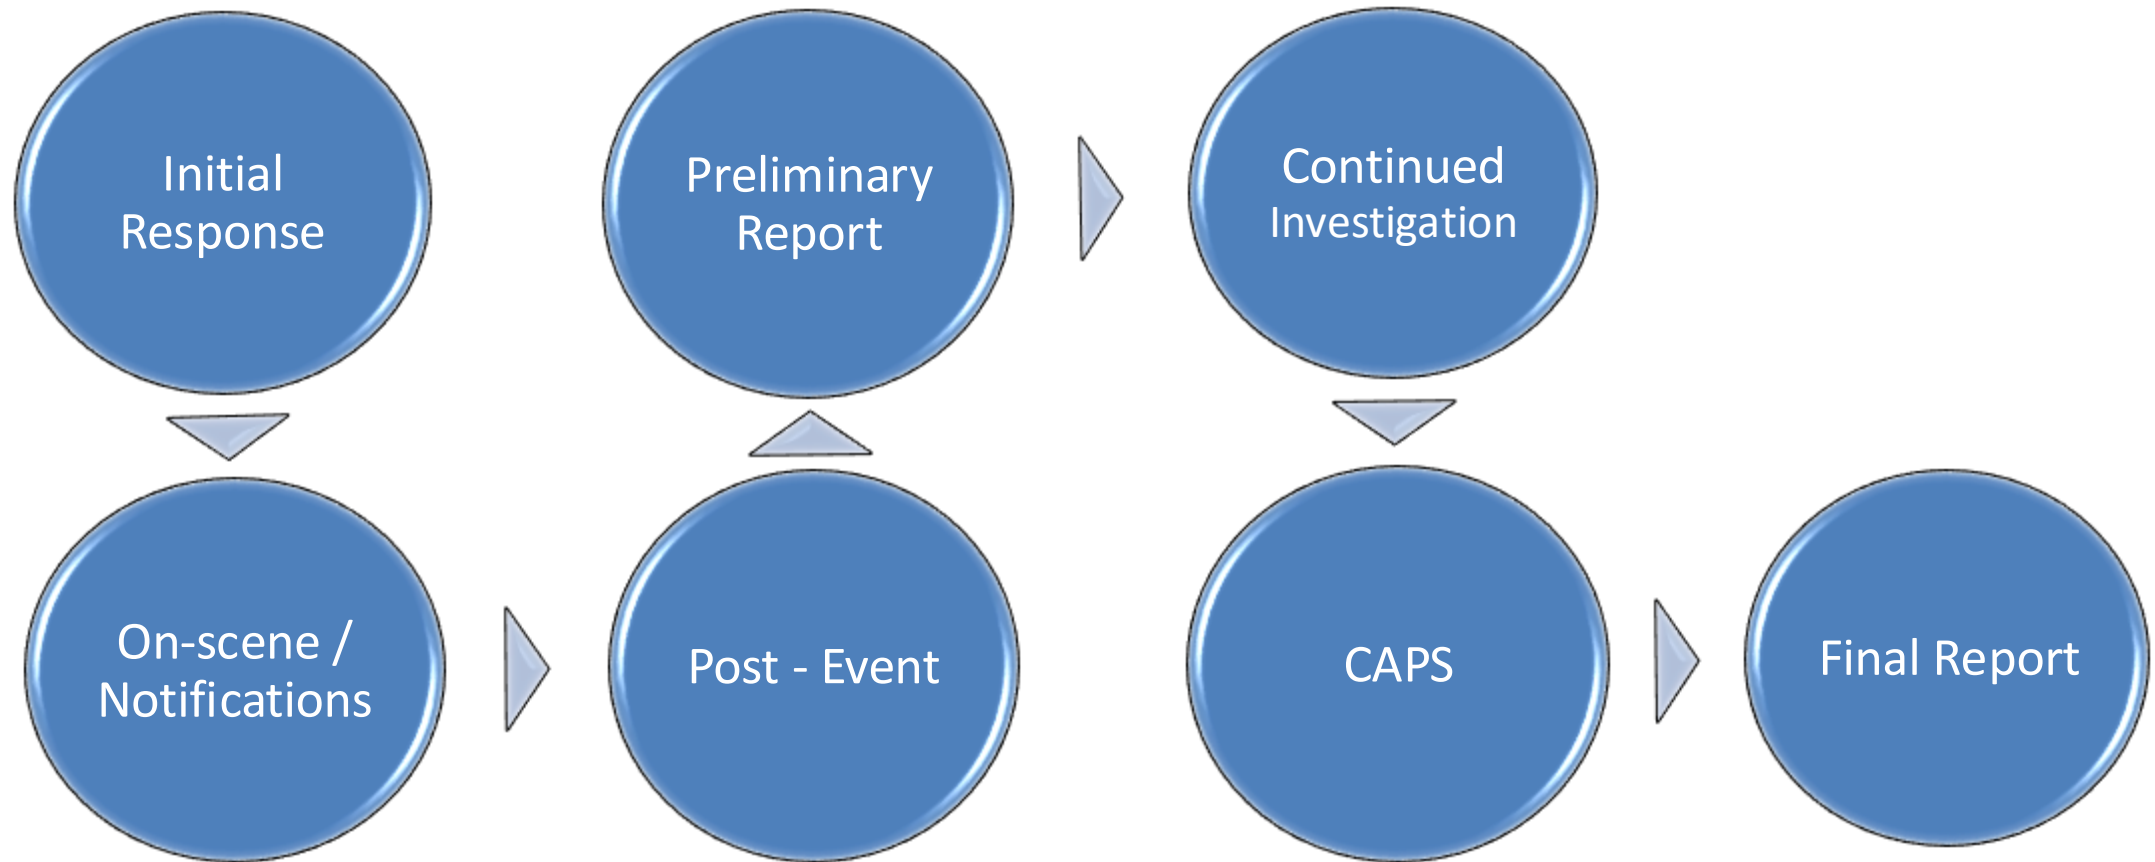 Initial
Response
On-scene /
Notifications
Post - Event
Preliminary
Report
Continued
Investigation
CAPS
Final Report